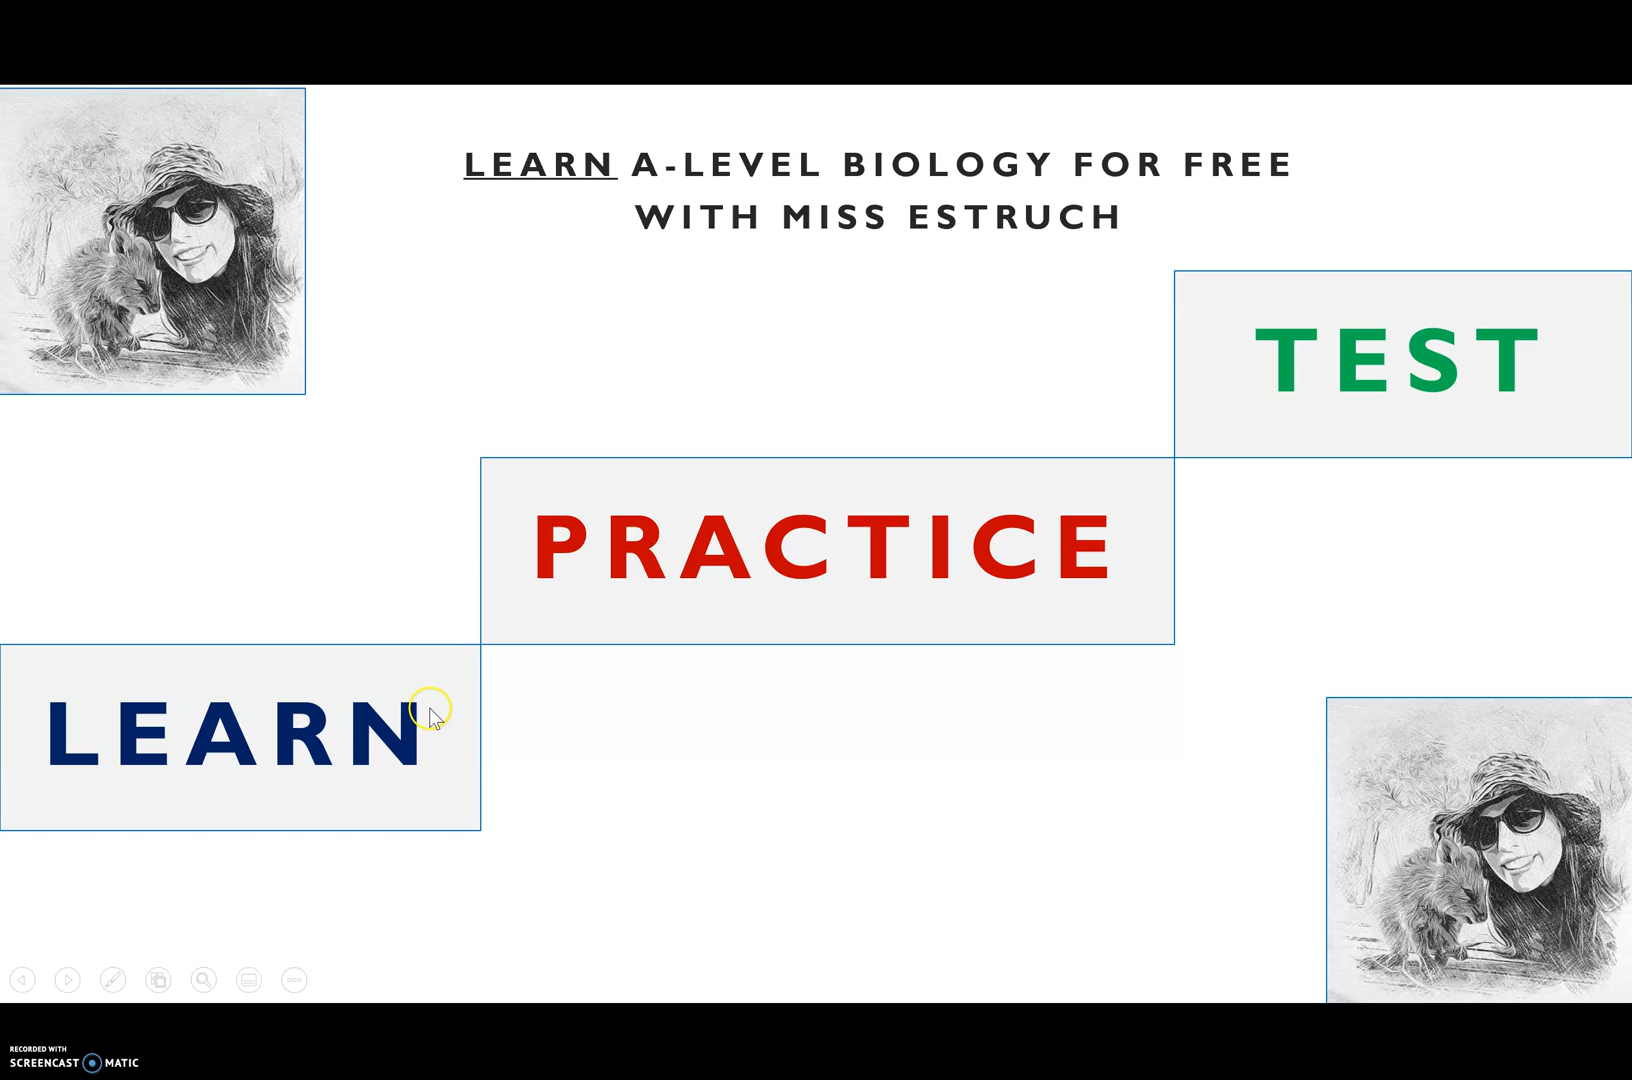 LEARN A-LEVEL BIOLOGY FOR FREE
WITH MISS ESTRUCH
TEST
PRACTICE
LEARN
RECORDED WITH
SCREENCAST MATIC